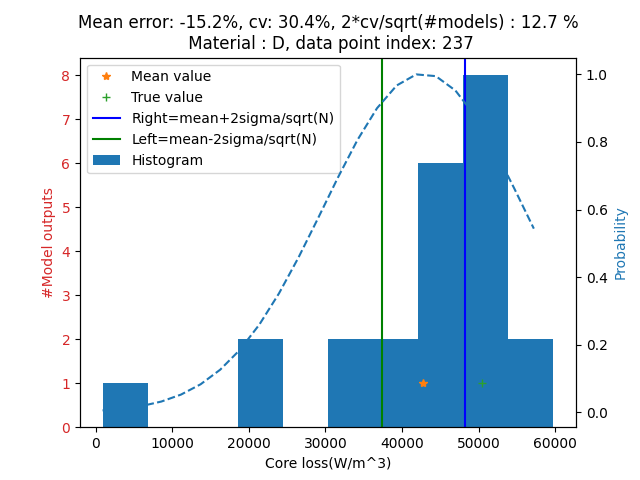 Mean error: -15.2%, cv: 30.4%, 2*cv/sqrt(#models) : 12.7 %
Material : D, data point index: 237
Mean value
True value
Right=mean+2sigma/sqrt(N)
Left=mean-2sigma/sqrt(N)
Histogram
#Model outputs
8
7
6
5
4
3
2
1
0
1.0
0.8
0.6
0.4
0.2
0.0
Probability
0 10000 20000 30000 40000 50000 60000
Core loss(W/m^3)